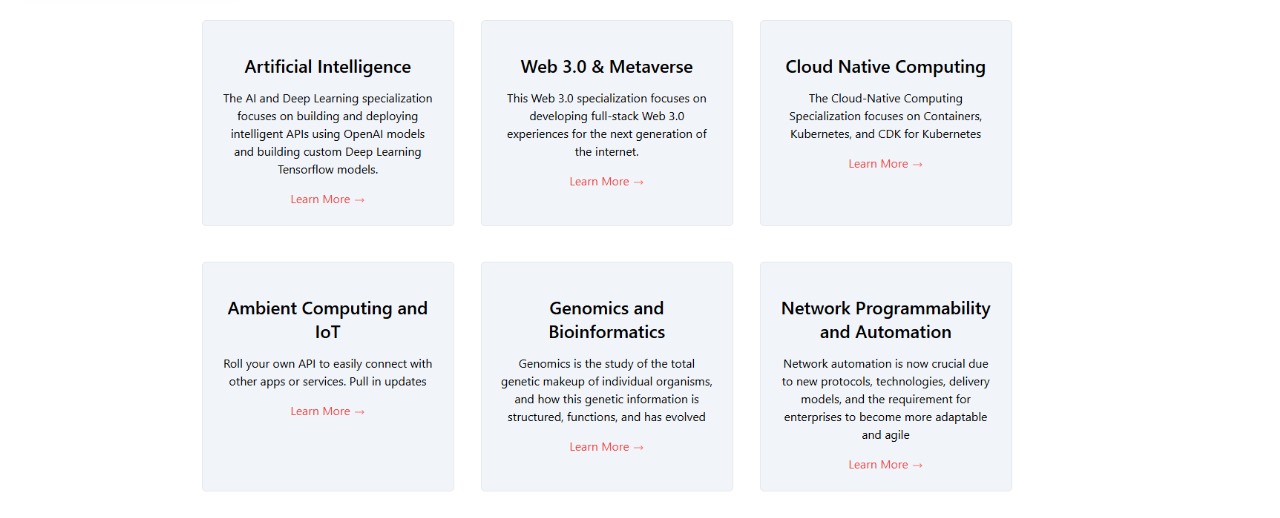 Artificial Intelligence
The AI and Deep Learning specialization
focuses on building and deploying
intelligent APIs using OpenAI models
and building custom Deep Learning
Tensorflow models.
Learn More →
Web 3.0 & Metaverse
This Web 3.0 specialization focuses on
developing full-stack Web 3.0
experiences for the next generation of
the internet.
Learn More →
Cloud Native Computing
The Cloud-Native Computing
Specialization focuses on Containers,
Kubernetes, and CDK for Kubernetes
Learn More →
Ambient Computing and
IoT
Roll your own API to easily connect with
other apps or services. Pull in updates
Learn More →
Genomics and
Bioinformatics
Genomics is the study of the total
genetic makeup of individual organisms,
and how this genetic information is
structured, functions, and has evolved
Learn More →
Network Programmability
and Automation
Network automation is now crucial due
to new protocols, technologies, delivery
models, and the requirement for
enterprises to become more adaptable
and agile
Learn More →